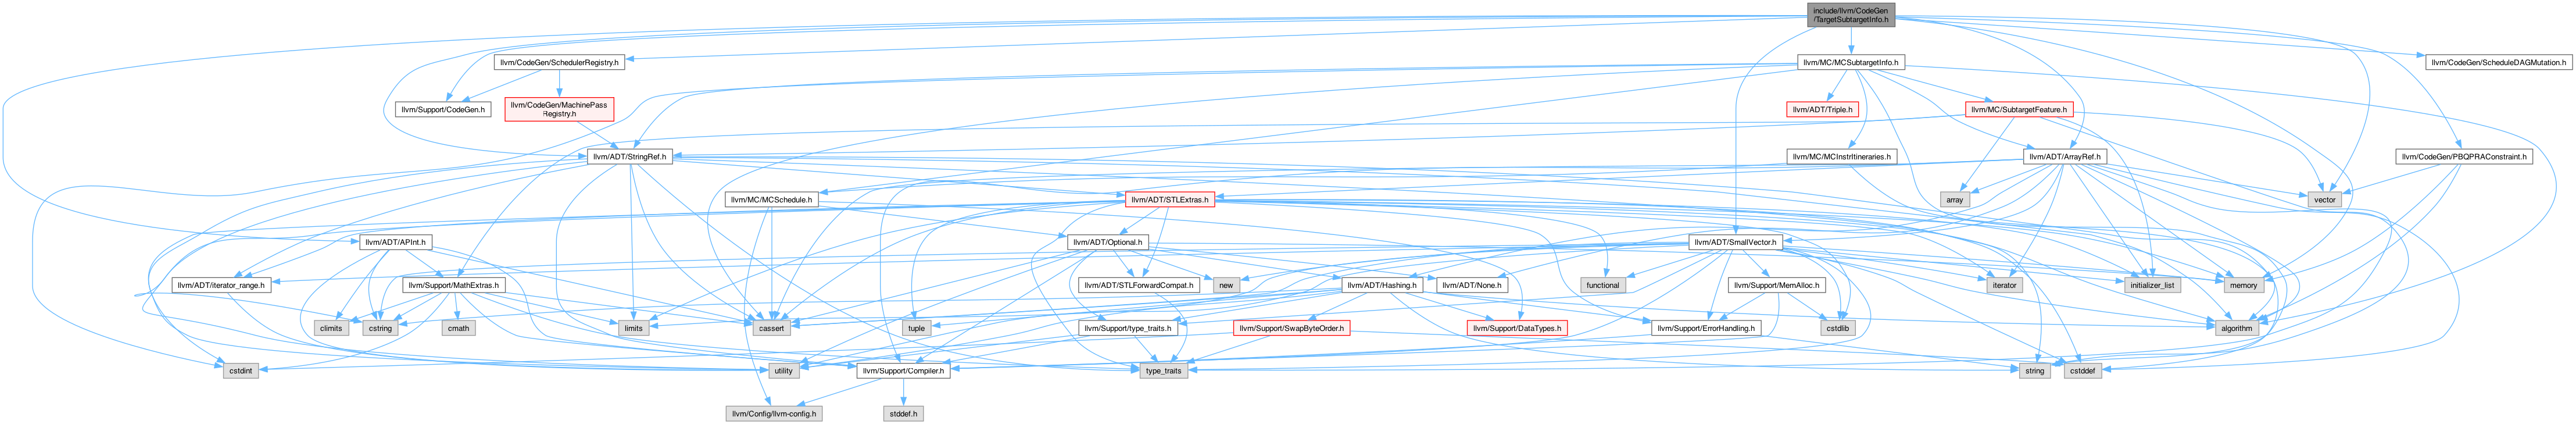 include/llvm/CodeGen
/TargetSubtargetInfo.h
llvm/CodeGen/SchedulerRegistry.h
llvm/MC/MCSubtargetInfo.h
llvm/CodeGen/ScheduleDAGMutation.h
llvm/Support/CodeGen.h
llvm/CodeGen/MachinePass
Registry.h
llvm/ADT/Triple.h
llvm/MC/SubtargetFeature.h
llvm/ADT/StringRef.h
llvm/MC/MCInstrItineraries.h
llvm/ADT/ArrayRef.h
llvm/CodeGen/PBQPRAConstraint.h
llvm/MC/MCSchedule.h
llvm/ADT/STLExtras.h
array
vector
llvm/ADT/APInt.h
llvm/ADT/Optional.h
llvm/ADT/SmallVector.h
llvm/ADT/iterator_range.h
llvm/Support/MathExtras.h
llvm/ADT/STLForwardCompat.h
new
llvm/ADT/Hashing.h
llvm/ADT/None.h
functional
llvm/Support/MemAlloc.h
iterator
initializer_list
memory
climits
cstring
cmath
limits
cassert
tuple
llvm/Support/type_traits.h
llvm/Support/SwapByteOrder.h
llvm/Support/DataTypes.h
llvm/Support/ErrorHandling.h
cstdlib
algorithm
cstdint
utility
llvm/Support/Compiler.h
type_traits
string
cstddef
llvm/Config/llvm-config.h
stddef.h